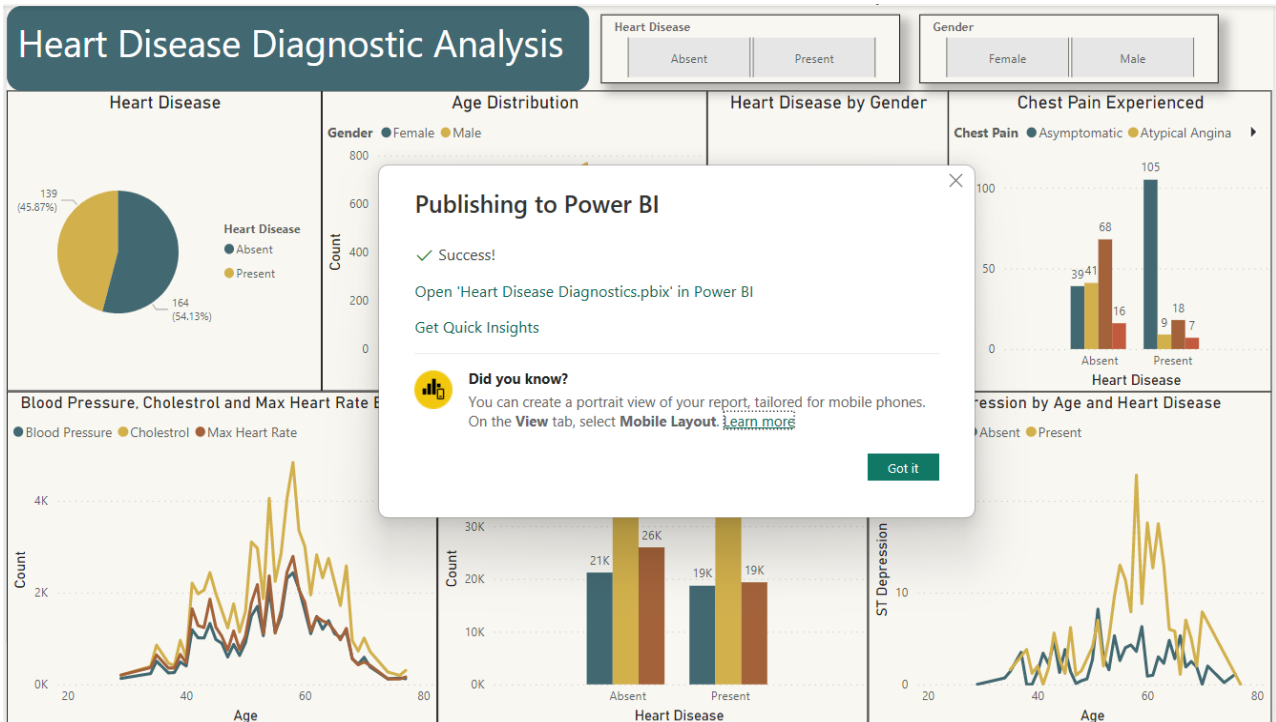 Heart Disease Diagnostic Analysis
Heart Disease
Absent
Present
Gender
Female
Male
Heart Disease
139
(45.87%)
164
(54.13%)
Heart Disease
Absent
Present
Age Distribution
Gender Female Male
800
600
400
200
0
Count
Heart Disease by Gender
Chest Pain Experienced
Chest Pain Asymptomatic Atypical Angina
100
50
0
39
41
68
16
105
9
18
7
Absent
Present
Heart Disease
Publishing to Power BI
Success!
Open 'Heart Disease Diagnostics.pbix' in Power BI
Get Quick Insights
Did you know?
You can create a portrait view of your report, tailored for mobile phones.
On the View tab, select Mobile Layout. Learn more
Got it
Blood Pressure, Cholestrol and Max Heart Rate
Blood Pressure Cholestrol Max Heart Rate
4K
2K
0K
Count
20
40
60
80
Age
30K
20K
10K
0K
Count
21K
26K
19K
19K
Absent
Present
Heart Disease
by Age and Heart Disease
Absent Present
10
0
ST Depression
20
40
60
80
Age